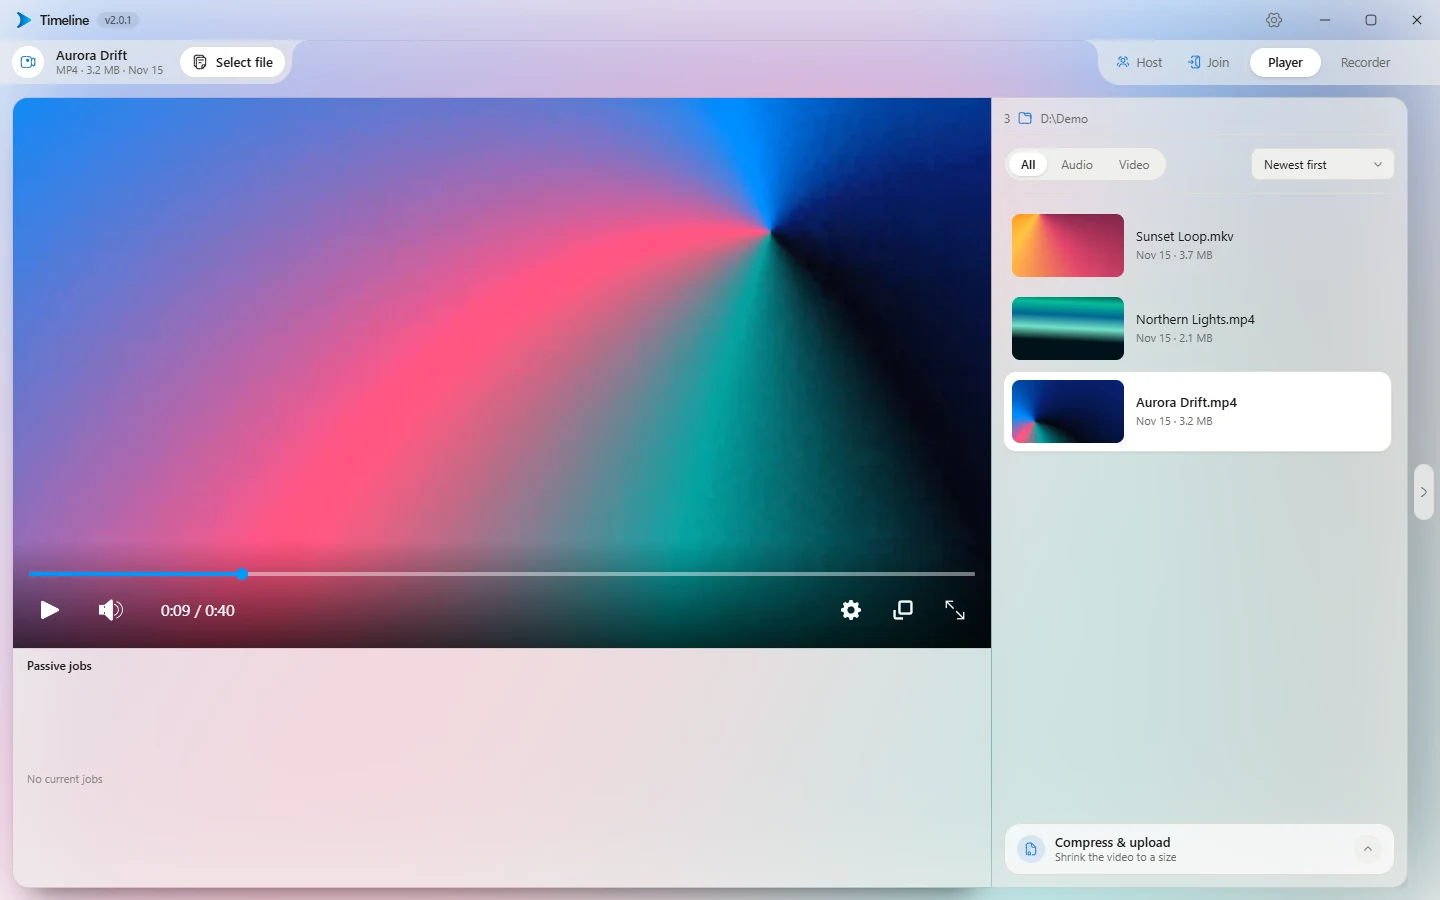 Timeline v2.0.1
Aurora Drift
MP4 · 3.2 MB · Nov 15
Select file
Host
Join
Player
Recorder
3 D:\Demo
All
Audio
Video
Newest first
Sunset Loop.mkv
Nov 15 · 3.7 MB
Northern Lights.mp4
Nov 15 · 2.1 MB
Aurora Drift.mp4
Nov 15 · 3.2 MB
0:09 / 0:40
Passive jobs
No current jobs
Compress & upload
Shrink the video to a size